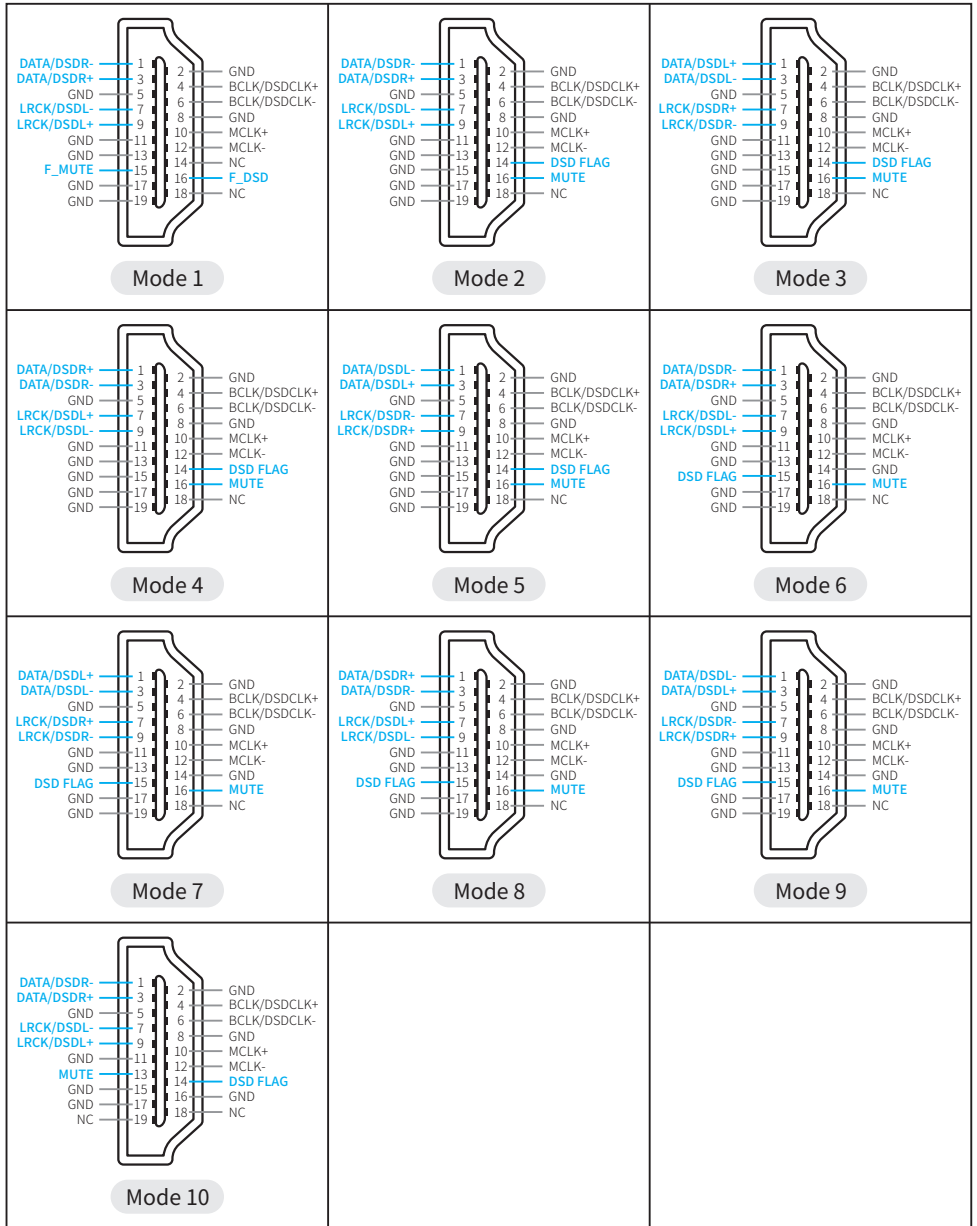 DATA/DSDR- 1
2 GND
DATA/DSDR+ 3
4 BCLK/DSDCLK+
GND 5
6 BCLK/DSDCLK-
LRCK/DSDL- 7
8 GND
LRCK/DSDL+ 9
10 MCLK+
GND 11
12 MCLK-
GND 13
14 NC
F_MUTE 15
16 F_DSD
GND 17
18 NC
GND 19
Mode 1
DATA/DSDR- 1
2 GND
DATA/DSDR+ 3
4 BCLK/DSDCLK+
GND 5
6 BCLK/DSDCLK-
LRCK/DSDL- 7
8 GND
LRCK/DSDL+ 9
10 MCLK+
GND 11
12 MCLK-
GND 13
14 DSD FLAG
GND 15
16 MUTE
GND 17
18 NC
GND 19
Mode 2
DATA/DSDL+ 1
2 GND
DATA/DSDL- 3
4 BCLK/DSDCLK+
GND 5
6 BCLK/DSDCLK-
LRCK/DSDR+ 7
8 GND
LRCK/DSDR- 9
10 MCLK+
GND 11
12 MCLK-
GND 13
14 DSD FLAG
GND 15
16 MUTE
GND 17
18 NC
GND 19
Mode 3
DATA/DSDR+ 1
2 GND
DATA/DSDR- 3
4 BCLK/DSDCLK+
GND 5
6 BCLK/DSDCLK-
LRCK/DSDL+ 7
8 GND
LRCK/DSDL- 9
10 MCLK+
GND 11
12 MCLK-
GND 13
14 DSD FLAG
GND 15
16 MUTE
GND 17
18 NC
GND 19
Mode 4
DATA/DSDL- 1
2 GND
DATA/DSDL+ 3
4 BCLK/DSDCLK+
GND 5
6 BCLK/DSDCLK-
LRCK/DSDR- 7
8 GND
LRCK/DSDR+ 9
10 MCLK+
GND 11
12 MCLK-
GND 13
14 DSD FLAG
GND 15
16 MUTE
GND 17
18 NC
GND 19
Mode 5
DATA/DSDR- 1
2 GND
DATA/DSDR+ 3
4 BCLK/DSDCLK+
GND 5
6 BCLK/DSDCLK-
LRCK/DSDL- 7
8 GND
LRCK/DSDL+ 9
10 MCLK+
GND 11
12 MCLK-
GND 13
14 GND
DSD FLAG 15
16 MUTE
GND 17
18 NC
GND 19
Mode 6
DATA/DSDL+ 1
2 GND
DATA/DSDL- 3
4 BCLK/DSDCLK+
GND 5
6 BCLK/DSDCLK-
LRCK/DSDR+ 7
8 GND
LRCK/DSDR- 9
10 MCLK+
GND 11
12 MCLK-
GND 13
14 GND
DSD FLAG 15
16 MUTE
GND 17
18 NC
GND 19
Mode 7
DATA/DSDR+ 1
2 GND
DATA/DSDR- 3
4 BCLK/DSDCLK+
GND 5
6 BCLK/DSDCLK-
LRCK/DSDL+ 7
8 GND
LRCK/DSDL- 9
10 MCLK+
GND 11
12 MCLK-
GND 13
14 GND
DSD FLAG 15
16 MUTE
GND 17
18 NC
GND 19
Mode 8
DATA/DSDL- 1
2 GND
DATA/DSDL+ 3
4 BCLK/DSDCLK+
GND 5
6 BCLK/DSDCLK-
LRCK/DSDR- 7
8 GND
LRCK/DSDR+ 9
10 MCLK+
GND 11
12 MCLK-
GND 13
14 GND
DSD FLAG 15
16 MUTE
GND 17
18 NC
GND 19
Mode 9
DATA/DSDR- 1
2 GND
DATA/DSDR+ 3
4 BCLK/DSDCLK+
GND 5
6 BCLK/DSDCLK-
LRCK/DSDL- 7
8 GND
LRCK/DSDL+ 9
10 MCLK+
GND 11
12 MCLK-
MUTE 13
14 DSD FLAG
GND 15
16 GND
GND 17
18 NC
NC 19
Mode 10